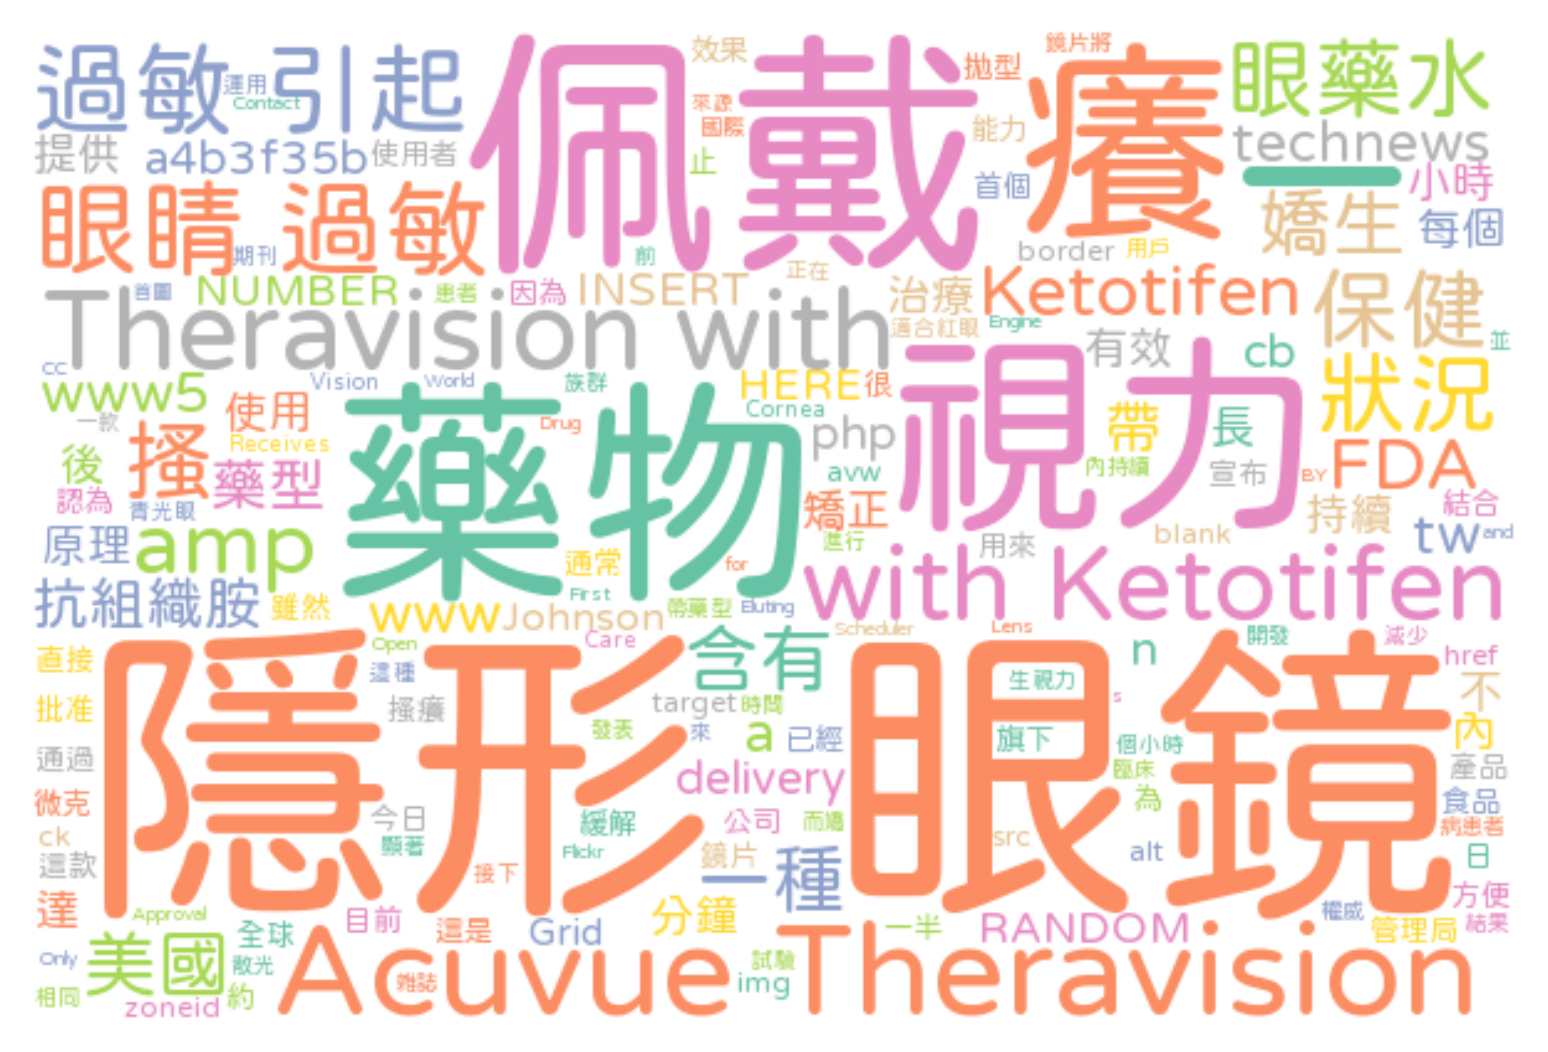 過敏 引起 運用 Contact 佩戴 效果 來源 國際 止 拋型 鏡片將 能力 首個 癢 眼藥水 technews
提供 a4b3f35b 使用者 一 小時
眼睛 過敏 期刊 前 正在 border 用戶 嬌生 每個
首圖 NUMBER 患者 因為 INSERT 治療 Ketotifen 保健
Theravision with 適合紅眼 Engine 有效 cb 並
cc www5 Vision World 族群 HERE 很 視力 狀況
一款 使用 Receives Drug Cornea php 帶 長
後 搔 藥型 藥物 avw 內持續 宣布 BY FDA
認為 青光眼 矯正 持續 結合
原理 amp 通常 for 進行 用來 blank tw and
抗組織胺 雖然 www Johnson First 帶藥型 Eluting with Ketotifen
直接 隱形眼鏡 Open Care 含有 Scheduler Lens n 開發 減少 href
批准 這種 搔癢 target 時間 生視力 s 不
通過 發表 來 a 已經 旗下 個小時 內
微克 今日 delivery 臨床 為 產品 食品
ck 顯著 緩解 公司 而嬌 src alt 病患者 日
這款 接下 Flickr 鏡片 一種 方便
達 Approval 目前 這是 Grid 分鐘 一半 RANDOM 權威 管理局 結果
Only 美國 全球 散光 Acuvue Theravision 雜誌 試驗
相同 zoneid 約 img